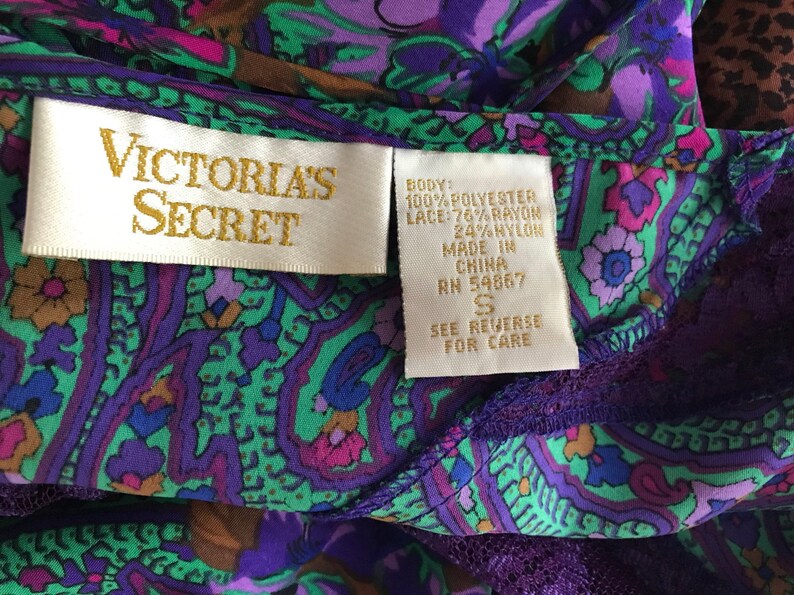 VICTORIA'S
SECRET
BODY:
100% POLYESTER
LACE: 76% RAYON
24% NYLON
MADE IN
CHINA
RN 54867
S
SEE REVERSE
FOR CARE